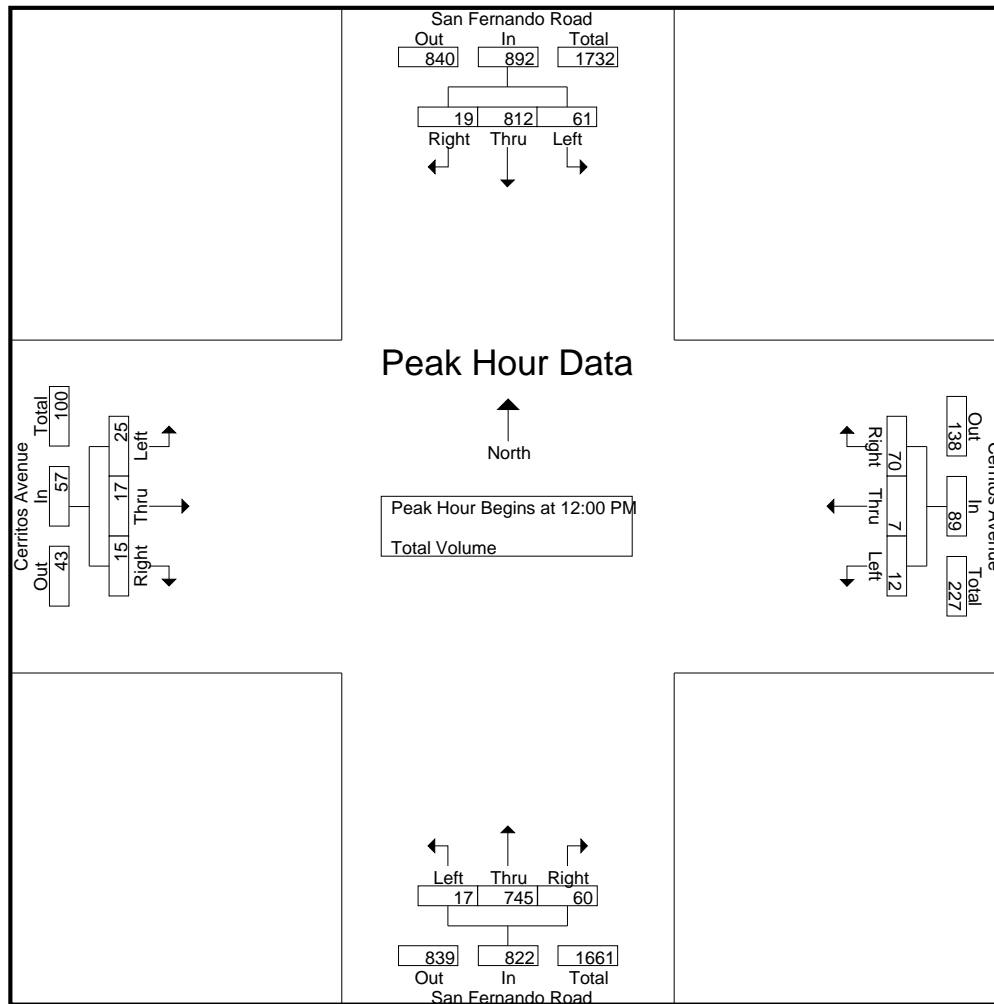 San Fernando Road
Out In Total
840 892 1732
19 812 61
Right Thru Left
Peak Hour Data
North
Peak Hour Begins at 12:00 PM
Total Volume
Cerritos Avenue
Out In Total
43 57 100
15 17 25
Right Thru Left
Cerritos Avenue
Out In Total
138 89 227
70 7 12
Right Thru Left
Left Thru Right
17 745 60
839 822 1661
Out In Total
San Fernando Road